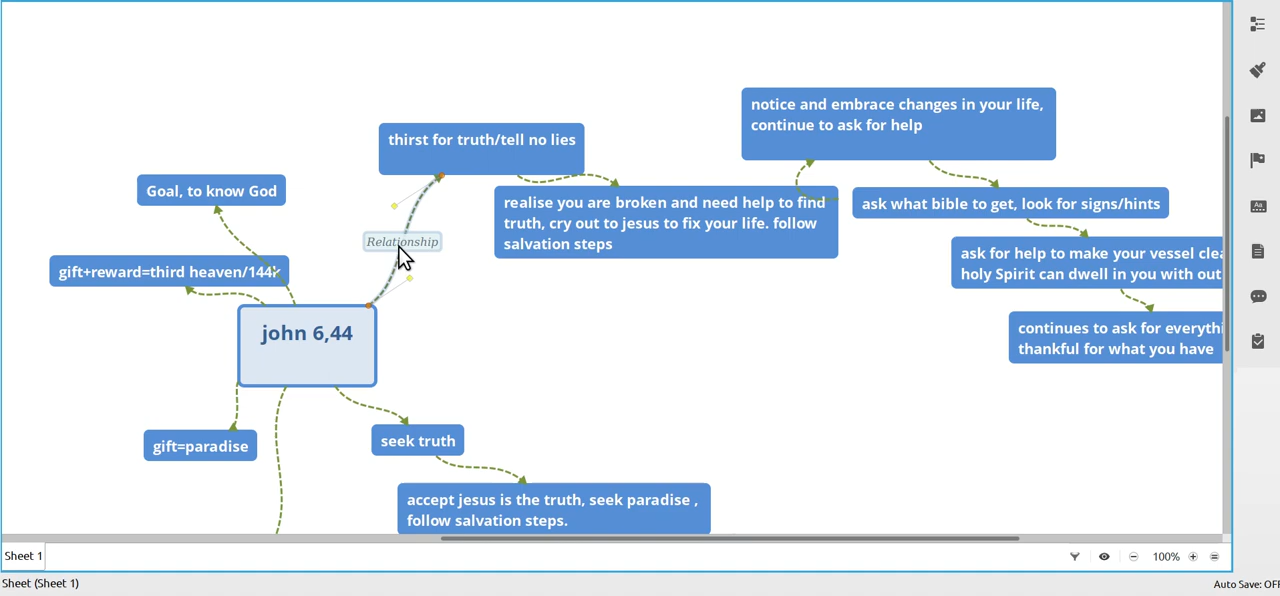 notice and embrace changes in your life,
continue to ask for help
thirst for truth/tell no lies
Goal, to know God
realise you are broken and need help to find
truth, cry out to jesus to fix your life. follow
salvation steps
ask what bible to get, look for signs/hints
Relationship
ask for help to make your vessel clea
holy Spirit can dwell in you with out
gift+reward=third heaven/144k
john 6,44
continues to ask for everythi
thankful for what you have
gift=paradise
seek truth
accept jesus is the truth, seek paradise ,
follow salvation steps.
Sheet 1
100%
Sheet (Sheet 1)
Auto Save: OFF